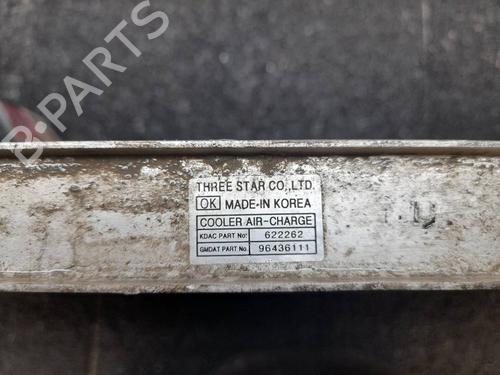 B-PARTS
THREE STAR CO.,LTD.
OK MADE-IN KOREA
COOLER AIR-CHARGE
KDAC PART No: 622262
GMDAT PART No. 96436111